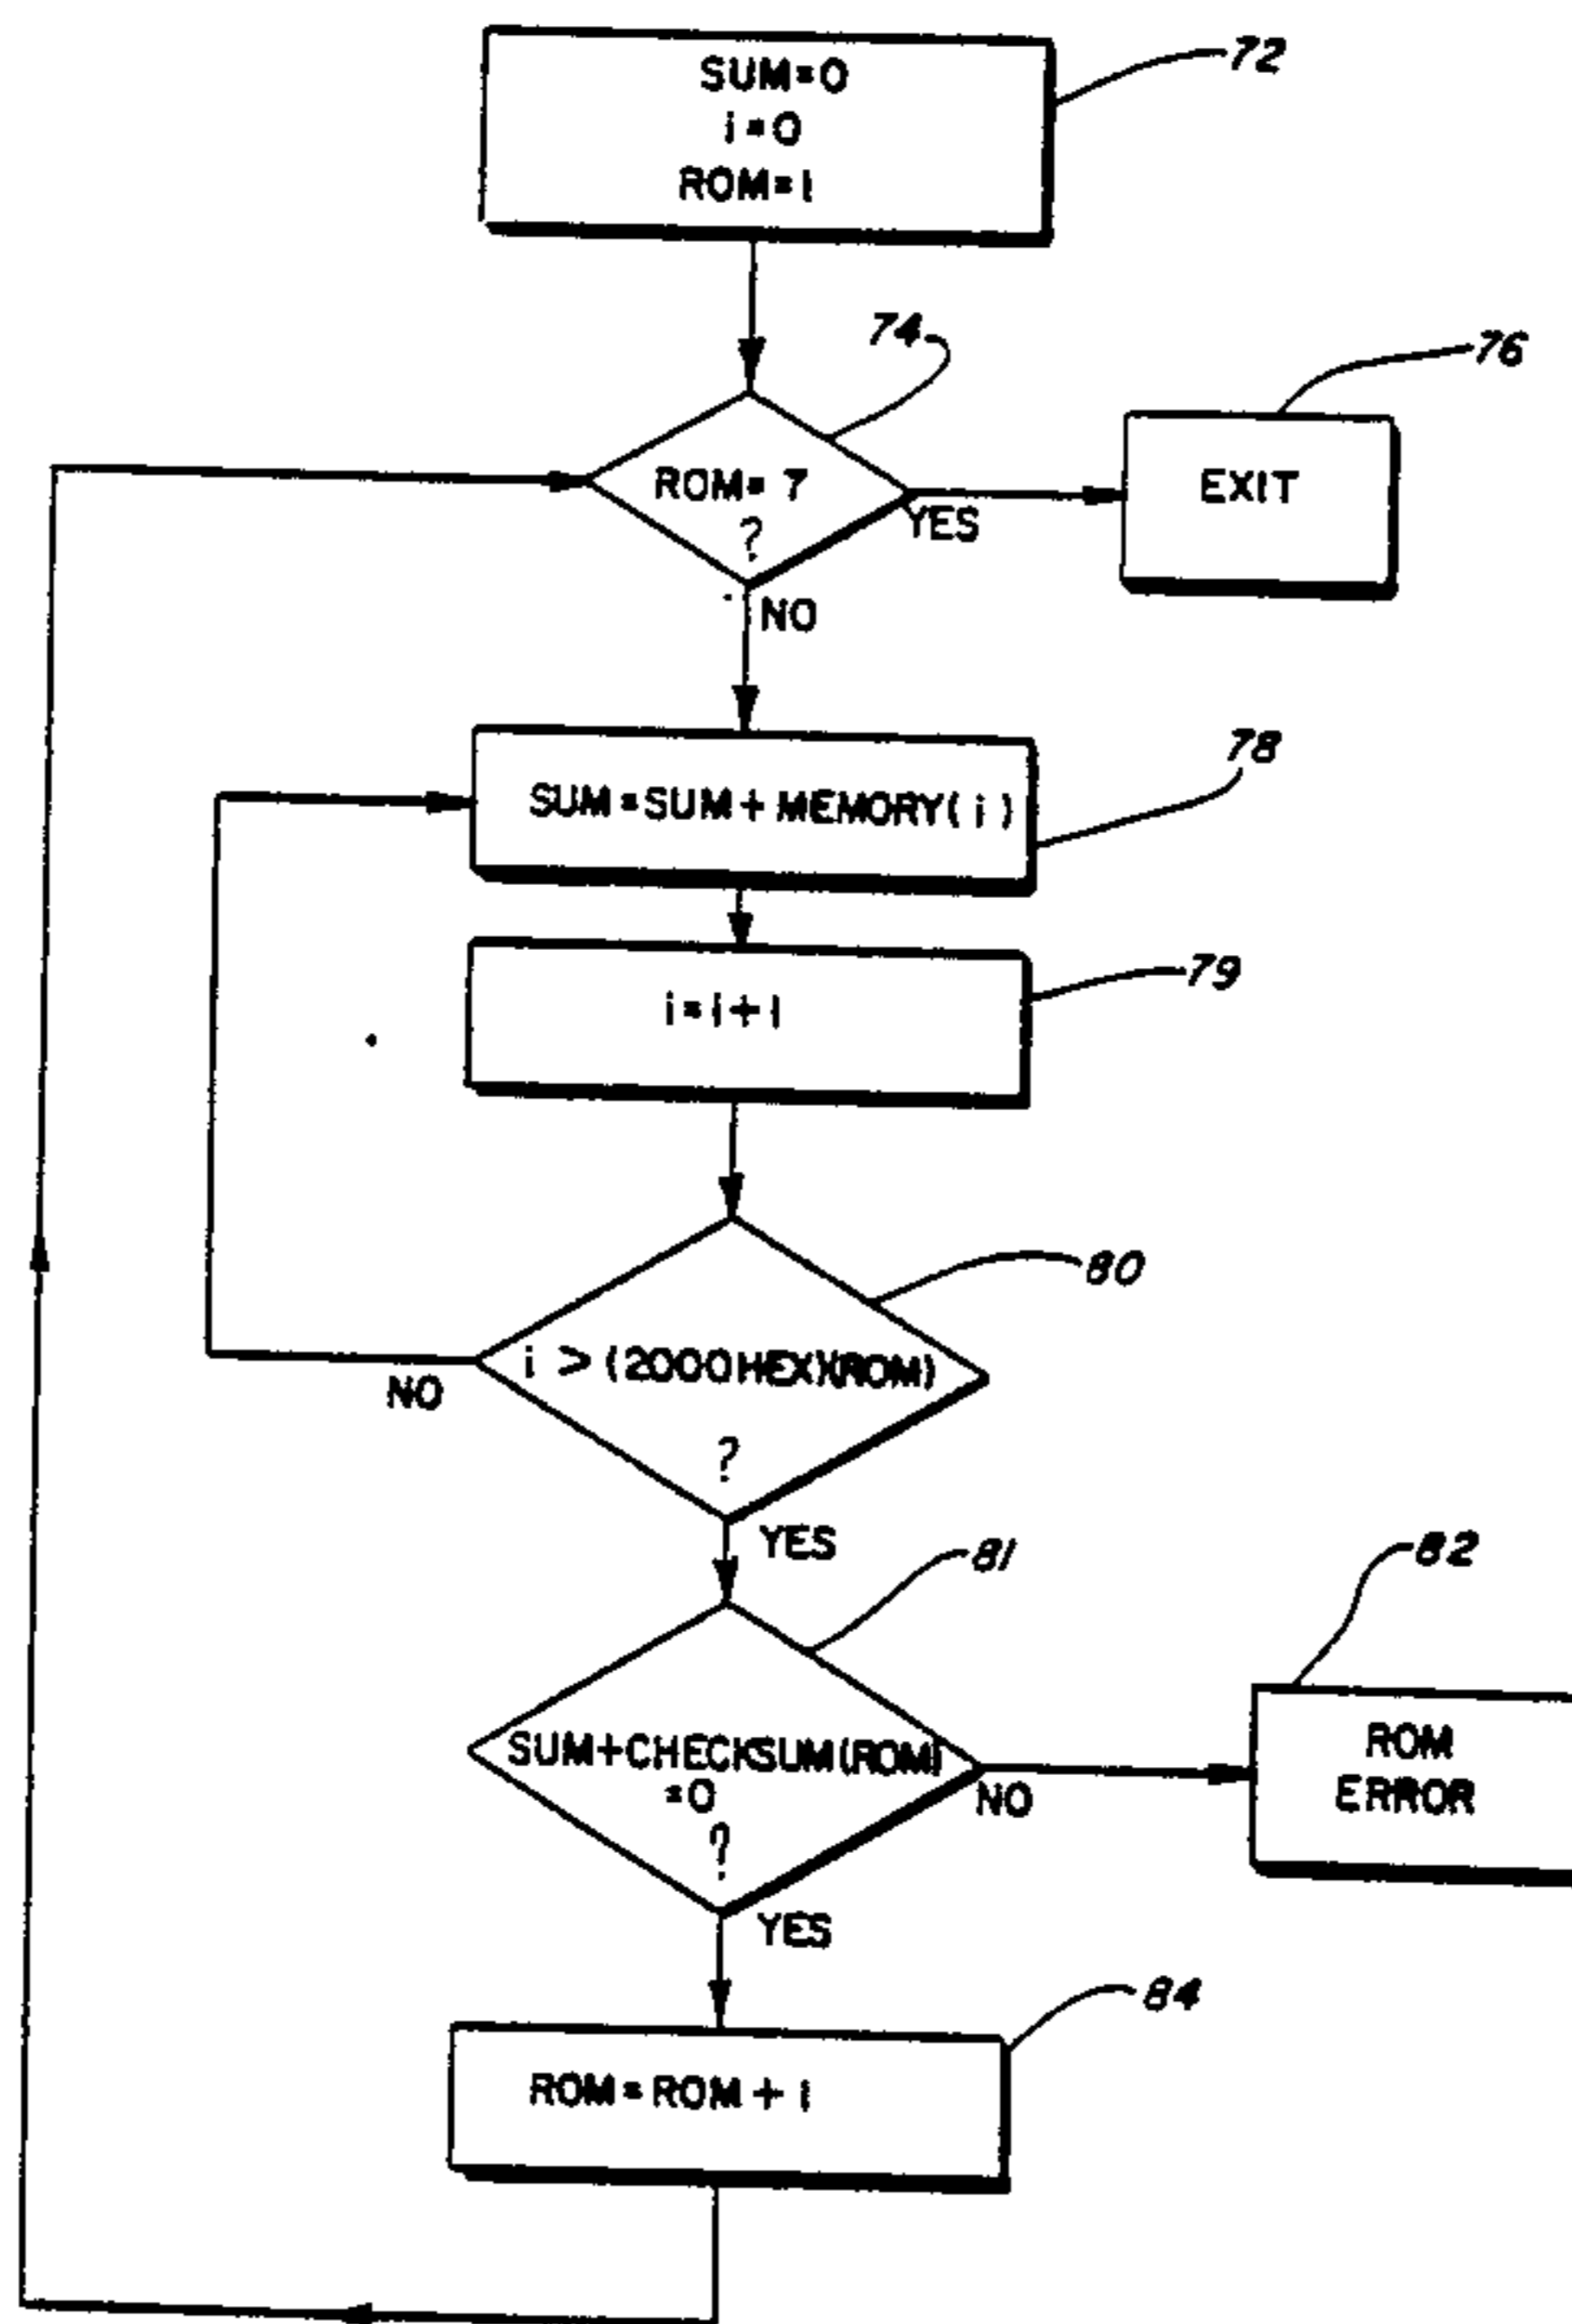 72
SUM=0
i=0
ROM=1
74
76
ROM= 7
?
YES
EXIT
NO
78
SUM=SUM+MEMORY(i)
79
i=i+1
80
i >(2000HEX)(ROM)
?
NO
YES
81
82
SUM+CHECKSUM(ROM)
=0
?
NO
ROM
ERROR
YES
84
ROM=ROM+1